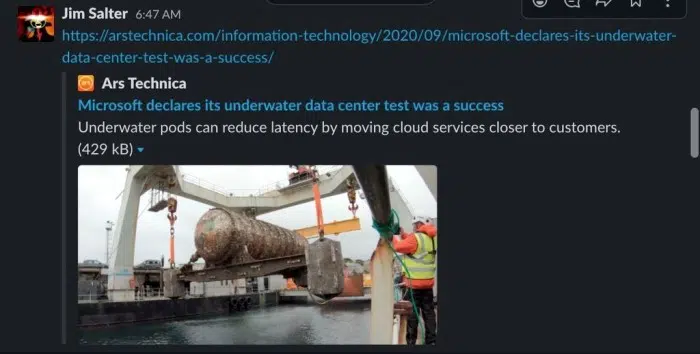 Jim Salter 6:47 AM
https://arstechnica.com/information-technology/2020/09/microsoft-declares-its-underwater-
data-center-test-was-a-success/
Ars Technica
Microsoft declares its underwater data center test was a success
Underwater pods can reduce latency by moving cloud services closer to customers.
(429 kB)